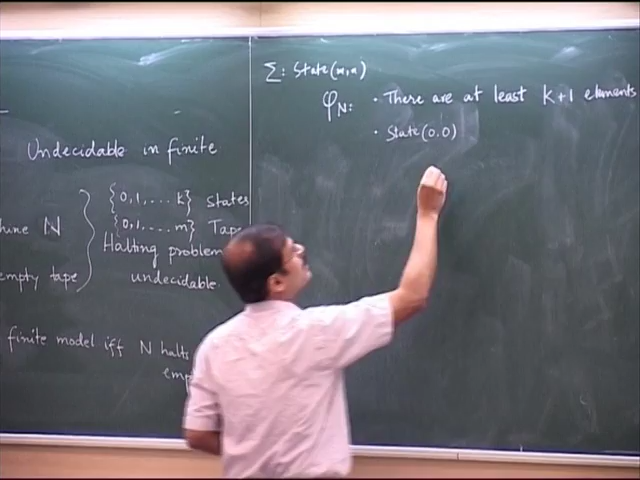 Undecidable in finite
{0,1,... k} states
hine N {0,1,....m} Tape
Halting problem
empty tape undecidable
finite model iff N halts
emp
Σ: State(n,x)
φN: · There are at least k+1 elements
· State(0,0)